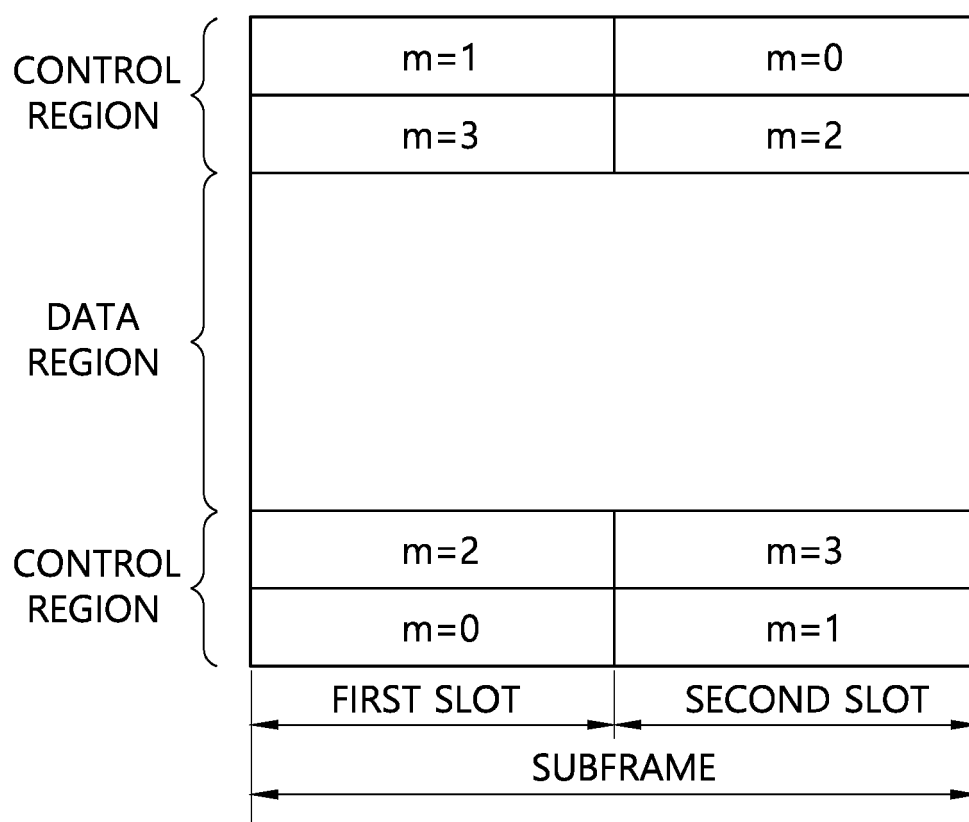 CONTROL
REGION
m=1
m=0
m=3
m=2
DATA
REGION
CONTROL
REGION
m=2
m=3
m=0
m=1
FIRST SLOT
SECOND SLOT
SUBFRAME